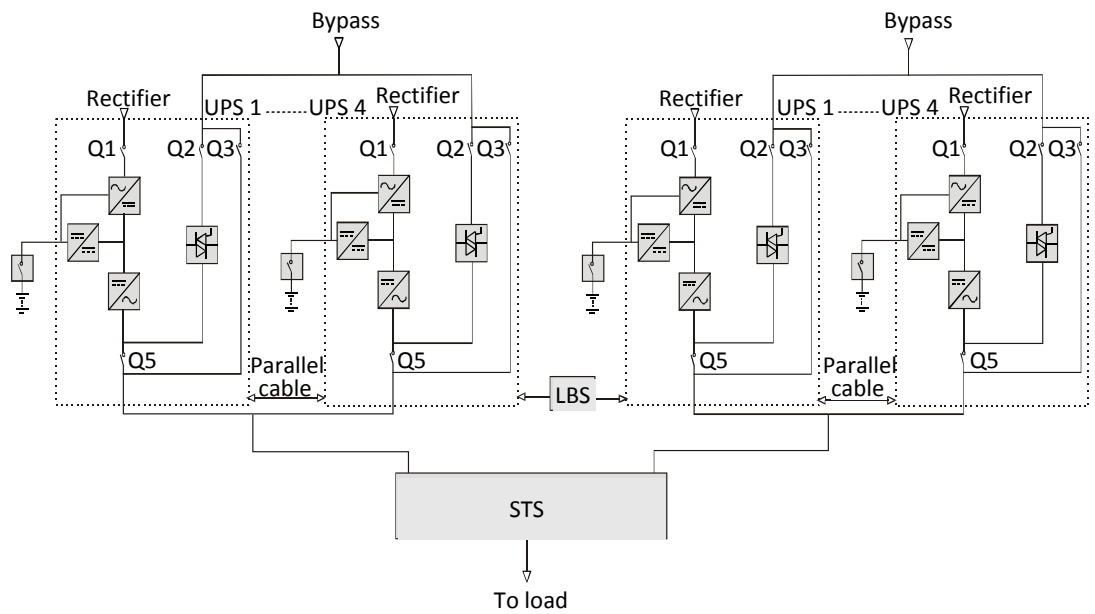 Bypass
Bypass
Rectifier
UPS 1 -------- UPS 4
Rectifier
Rectifier
UPS 1 -------- UPS 4
Rectifier
Q1
Q2
Q3
Q1
Q2
Q3
Q1
Q2
Q3
Q1
Q2
Q3
Q5
Parallel
cable
Q5
LBS
Q5
Parallel
cable
Q5
STS
To load